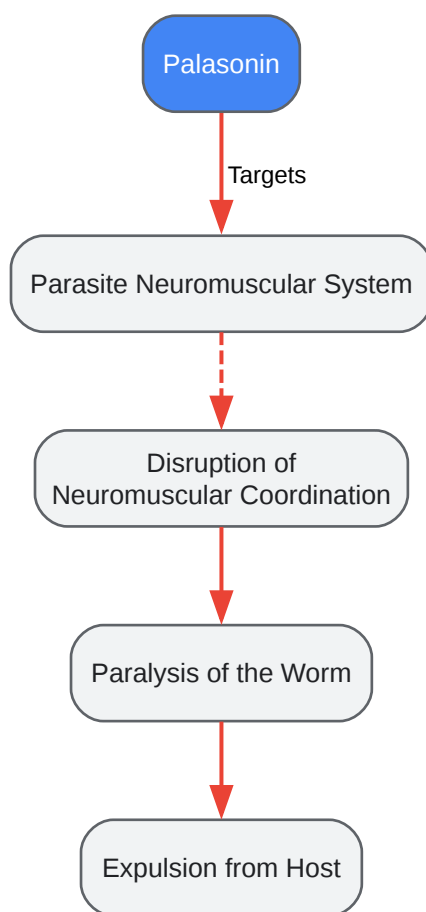 Palasonin
Targets
Parasite Neuromuscular System
Disruption of
Neuromuscular Coordination
Paralysis of the Worm
Expulsion from Host